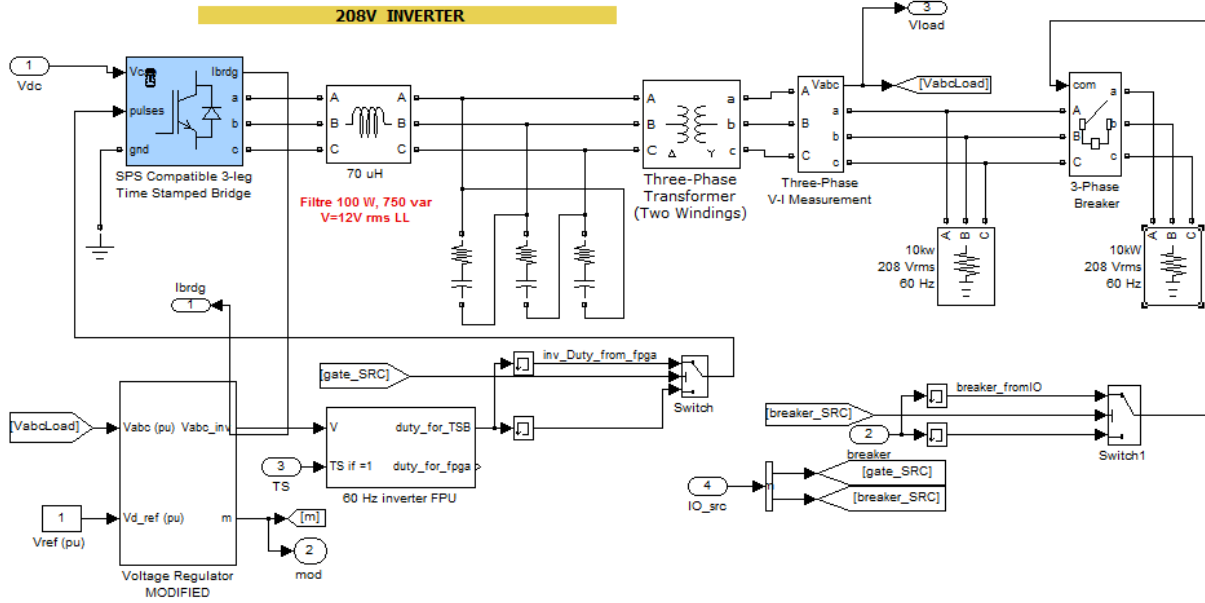 208V INVERTER
3
Vload
1
Vdc
Vc
Ibrdg
pulses
a
b
gnd
c
SPS Compatible 3-leg
Time Stamped Bridge
A A
B B
C C
70 uH
Filtre 100 W, 750 var
V=12V rms LL
A a
B b
C c
Δ Y
Three-Phase
Transformer
(Two Windings)
Vabc
A
a
B
b
C
c
Three-Phase
V-I Measurement
[VabcLoad]
com
a
A
b
B
C
c
3-Phase
Breaker
A B C
10kw
208 Vrms
60 Hz
A B C
10kW
208 Vrms
60 Hz
Ibrdg
1
[gate_SRC]
inv_Duty_from_fpga
Switch
[VabcLoad]
Vabc (pu) Vabc_inv
Vd_ref (pu)
m
1
Vref (pu)
Voltage Regulator
MODIFIED
[m]
2
mod
V
duty_for_TSB
TS if =1
duty_for_fpga
60 Hz inverter FPU
3
TS
breaker_fromIO
[breaker_SRC]
2
breaker
Switch1
4
IO_src
[gate_SRC]
[breaker_SRC]